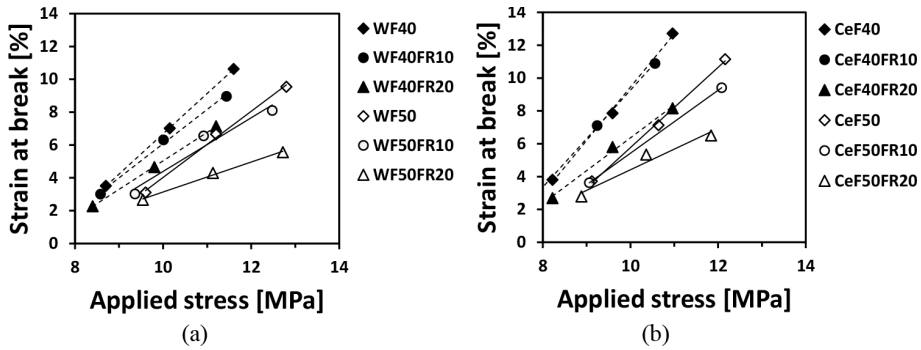 Strain at break [%]
14
12
10
8
6
4
2
0
8
10
12
14
Applied stress [MPa]
WF40
WF40FR10
WF40FR20
WF50
WF50FR10
WF50FR20
(a)
Strain at break [%]
14
12
10
8
6
4
2
0
8
10
12
14
Applied stress [MPa]
CeF40
CeF40FR10
CeF40FR20
CeF50
CeF50FR10
CeF50FR20
(b)